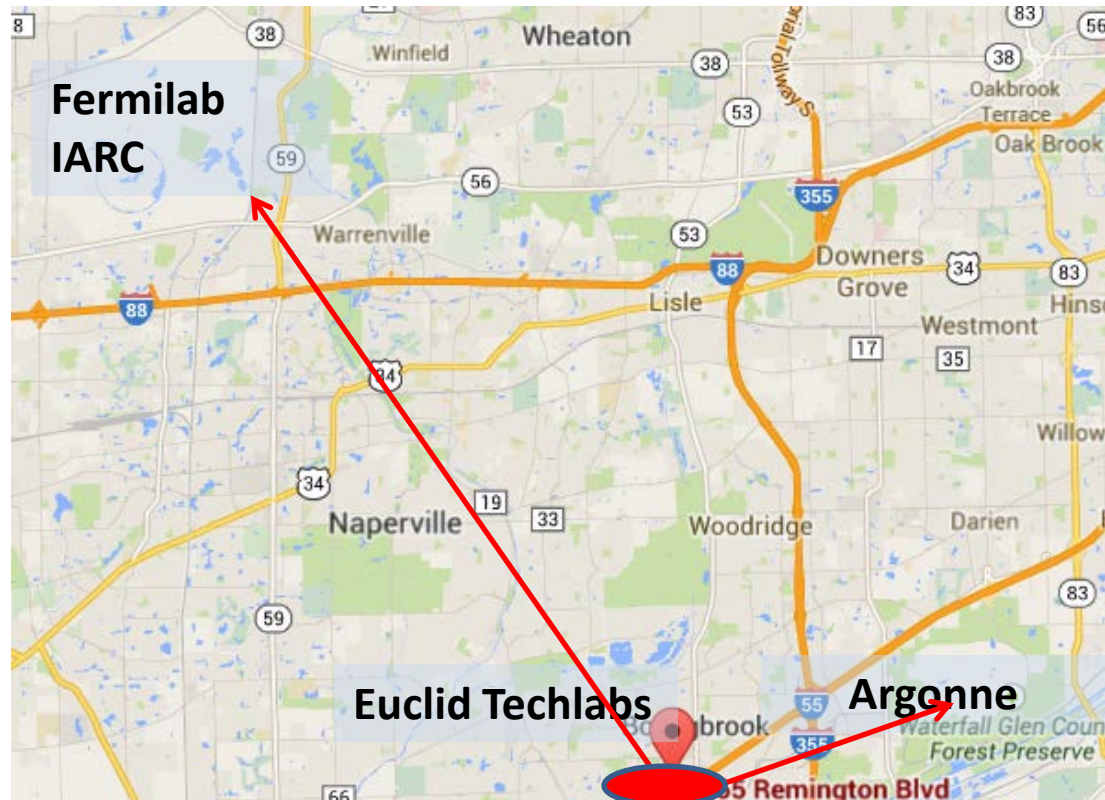 8
38
Winfield
Wheaton
83
56
38
38
Oakbrook
Terrace
Oak Brook
Fermilab
IARC
59
53
56
355
Warrenville
53
88
Downers
Grove
34
83
88
Lisle
Westmont
17
35
34
34
Naperville
19
33
Woodridge
Darien
83
59
Euclid Techlabs
Argonne
55
brook
355
Waterfall Glen
Forest Preserve
66
Remington Blvd